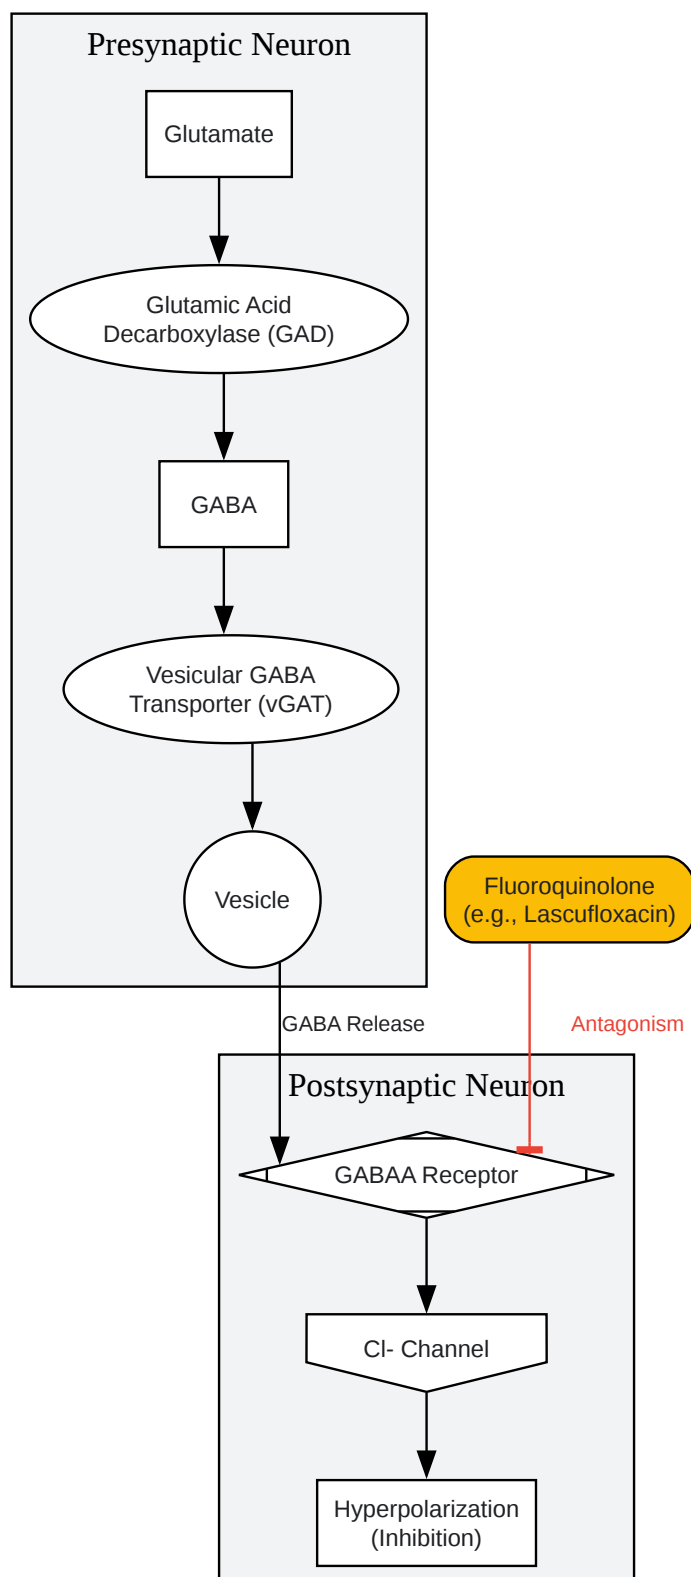 Presynaptic Neuron
Glutamate
Glutamic Acid
Decarboxylase (GAD)
GABA
Vesicular GABA
Transporter (vGAT)
Vesicle
Fluoroquinolone
(e.g., Lascufloxacin)
GABA Release
Antagonism
Postsynaptic Neuron
GABAA Receptor
Cl- Channel
Hyperpolarization
(Inhibition)